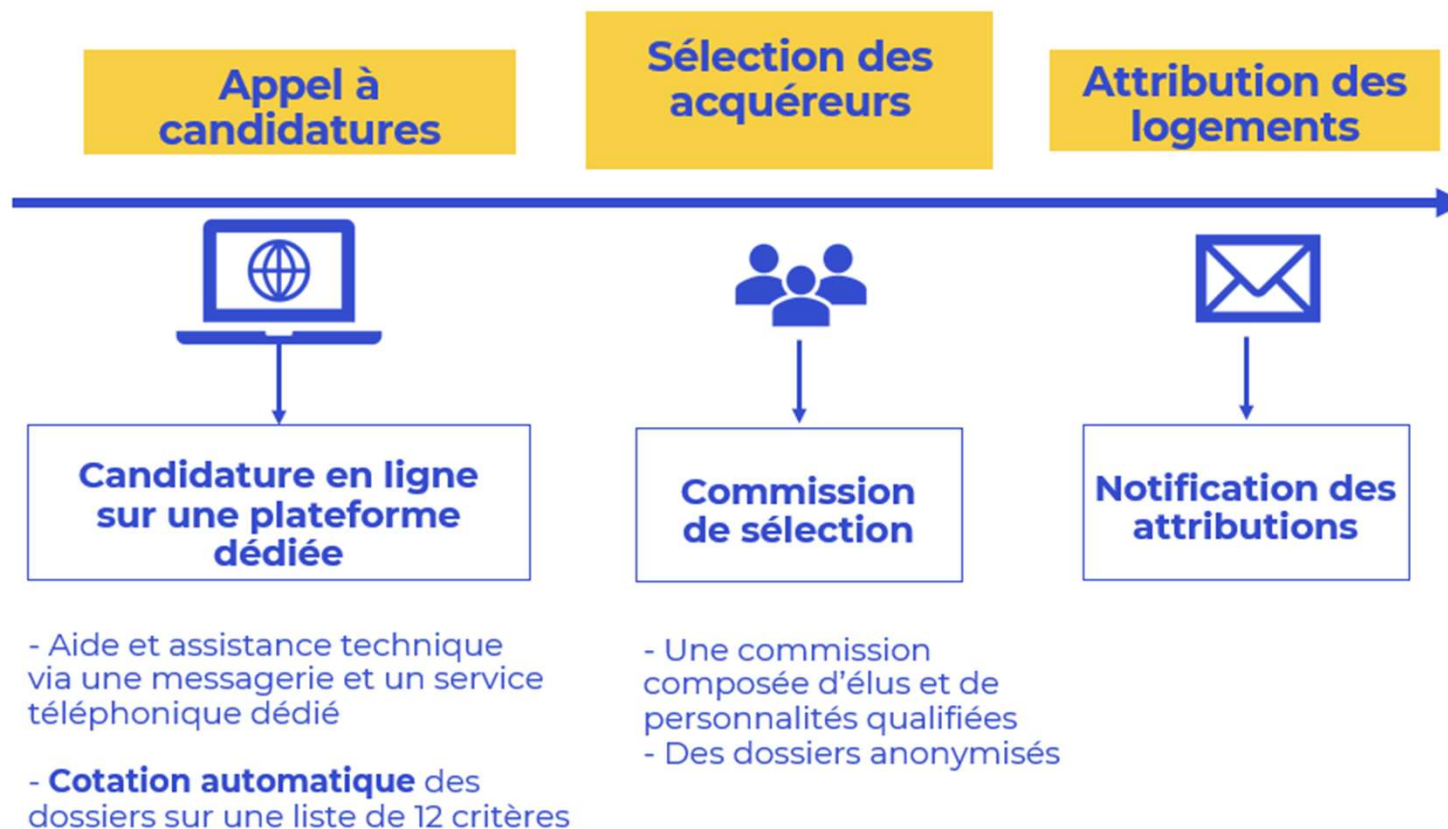 Appel à
candidatures
Sélection des
acquéreurs
Attribution des
logements
Candidature en ligne
sur une plateforme
dédiée
Commission
de sélection
Notification des
attributions
- Aide et assistance technique
via une messagerie et un service
téléphonique dédié
- Cotation automatique des
dossiers sur une liste de 12 critères
- Une commission
composée d’élus et de
personnalités qualifiées
- Des dossiers anonymisés